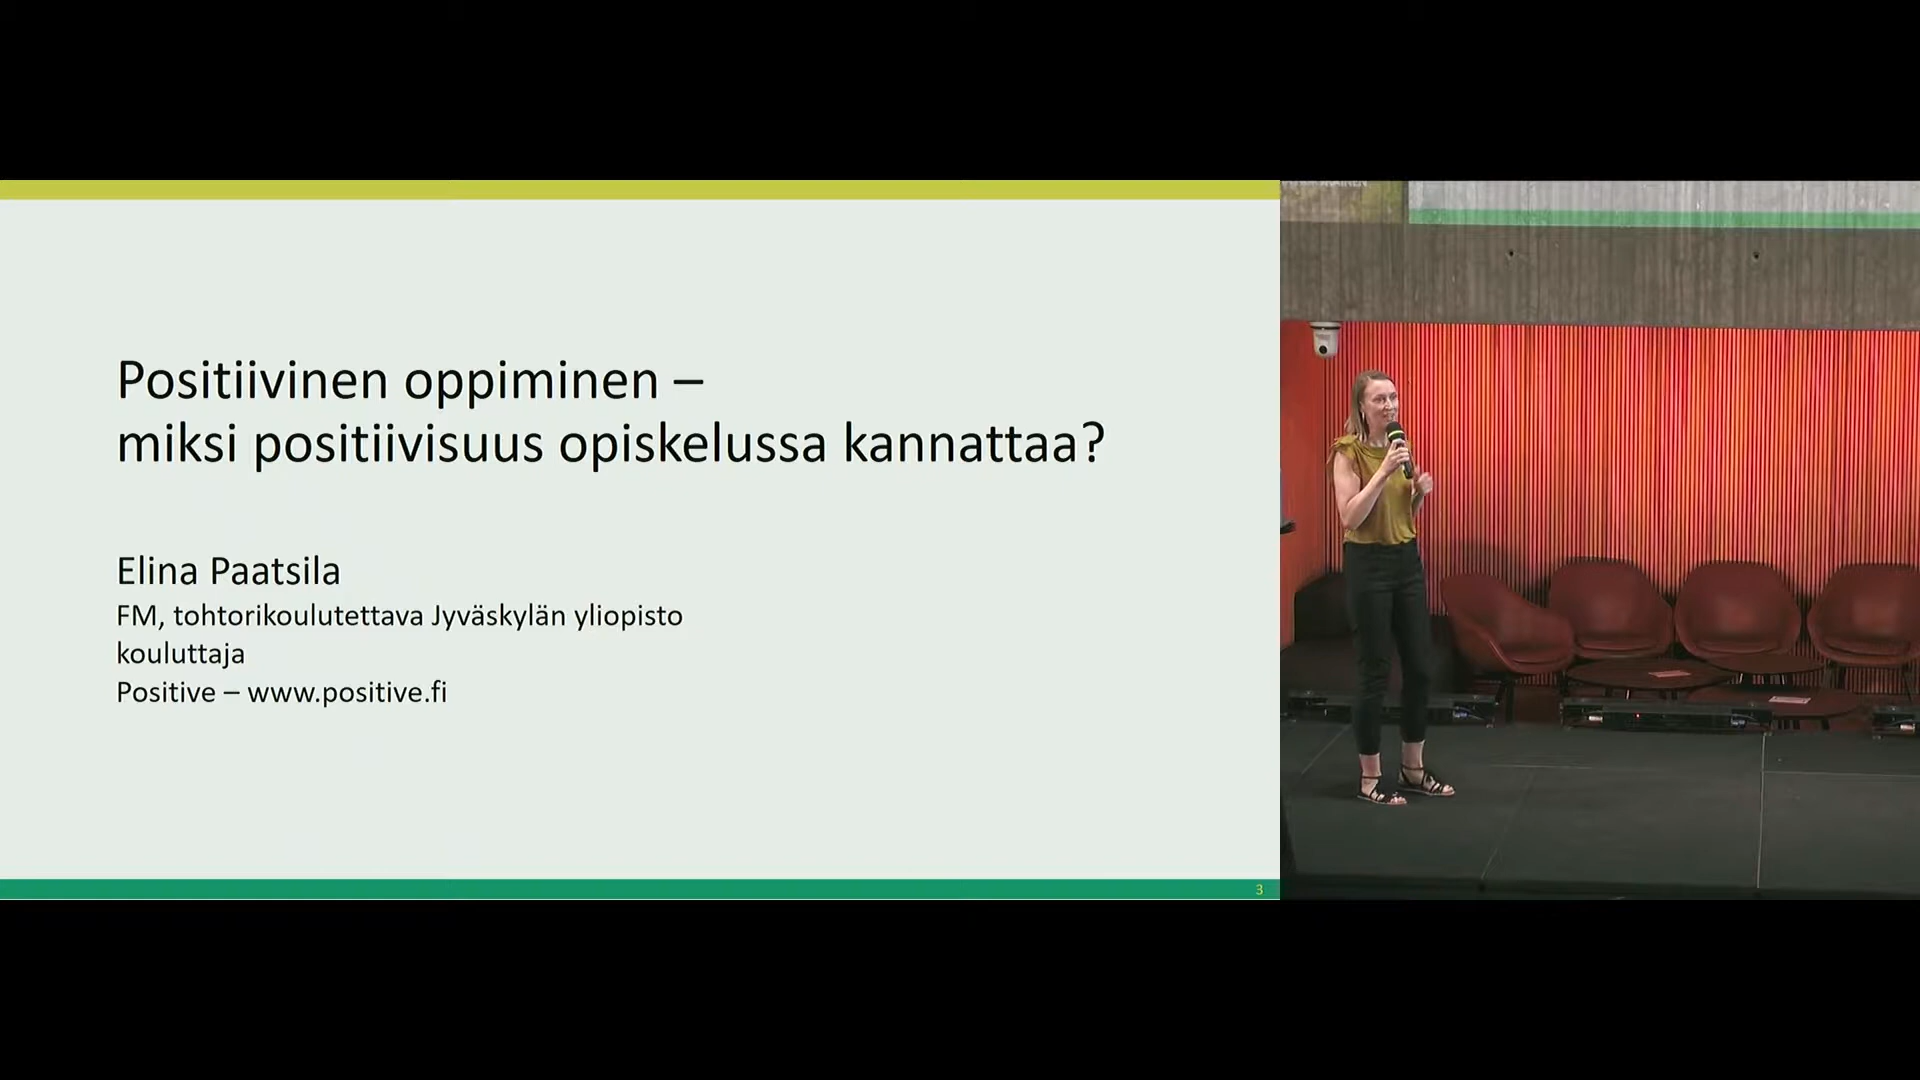 Positiivinen oppiminen –
miksi positiivisuus opiskelussa kannattaa?
Elina Paatsila
FM, tohtorikoulutettava Jyväskylän yliopisto
kouluttaja
Positive – www.positive.fi
3